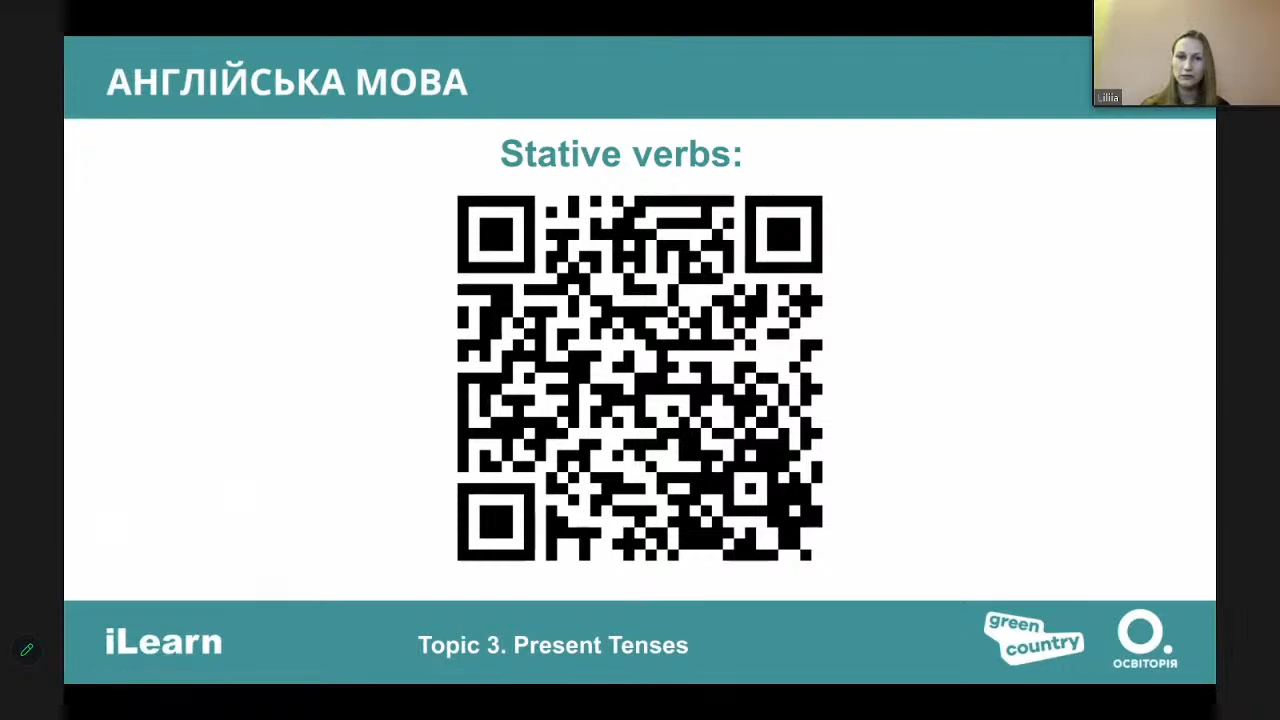 АНГЛІЙСЬКА МОВА
Liliia
Stative verbs:
iLearn
Topic 3. Present Tenses
green
country
ОСВІТОРІЯ